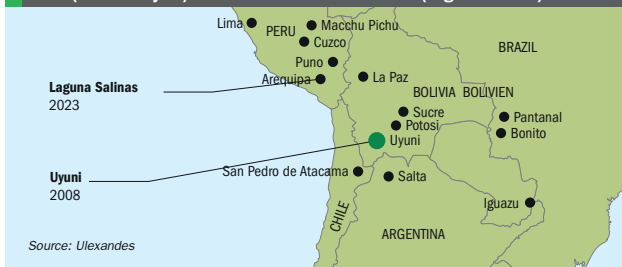 Lima
PERU
Macchu Pichu
Cuzco
BRAZIL
Puno
Arequipa
La Paz
Laguna Salinas
2023
BOLIVIA BOLIVIEN
Sucre
Pantanal
Potosi
Bonito
Uyuni
Uyuni
2008
San Pedro de Atacama
Salta
Iguazu
CHILE
ARGENTINA
Source: Ulexandes